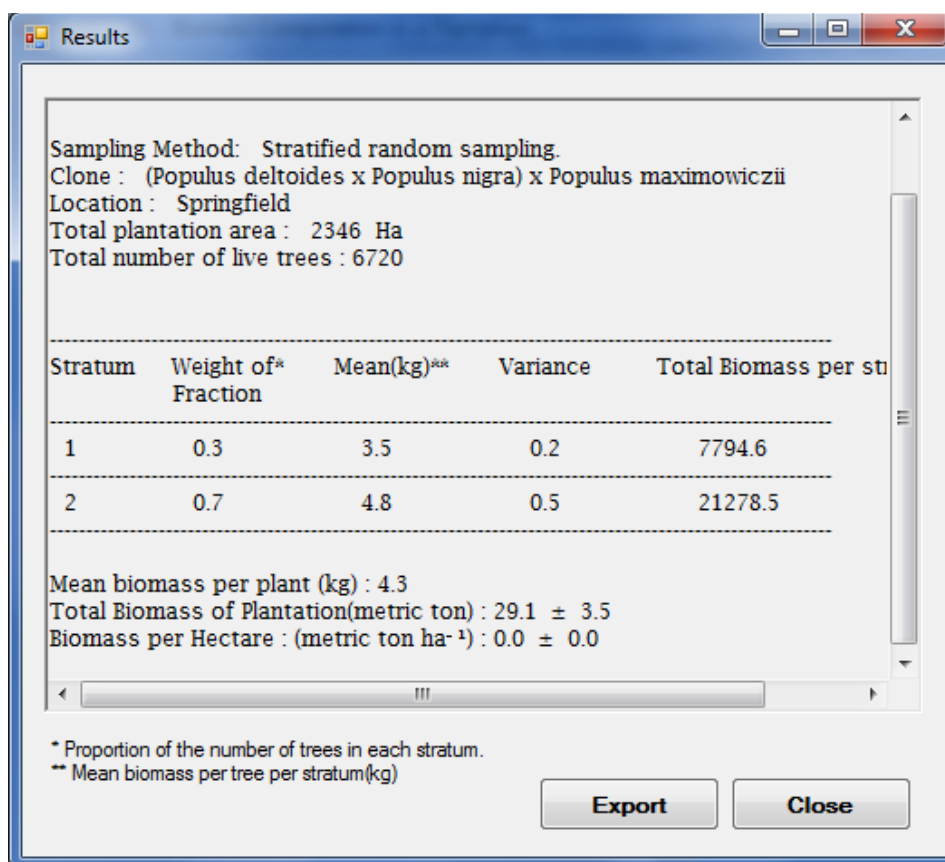 Results
Sampling Method: Stratified random sampling.
Clone : (Populus deltoides x Populus nigra) x Populus maximowiczii
Location : Springfield
Total plantation area : 2346 Ha
Total number of live trees : 6720
Stratum Weight of* Mean(kg)** Variance Total Biomass per str
Fraction
1 0.3 3.5 0.2 7794.6
2 0.7 4.8 0.5 21278.5
Mean biomass per plant (kg) : 4.3
Total Biomass of Plantation(metric ton) : 29.1 ± 3.5
Biomass per Hectare : (metric ton ha-¹) : 0.0 ± 0.0
* Proportion of the number of trees in each stratum.
** Mean biomass per tree per stratum(kg)
Export Close